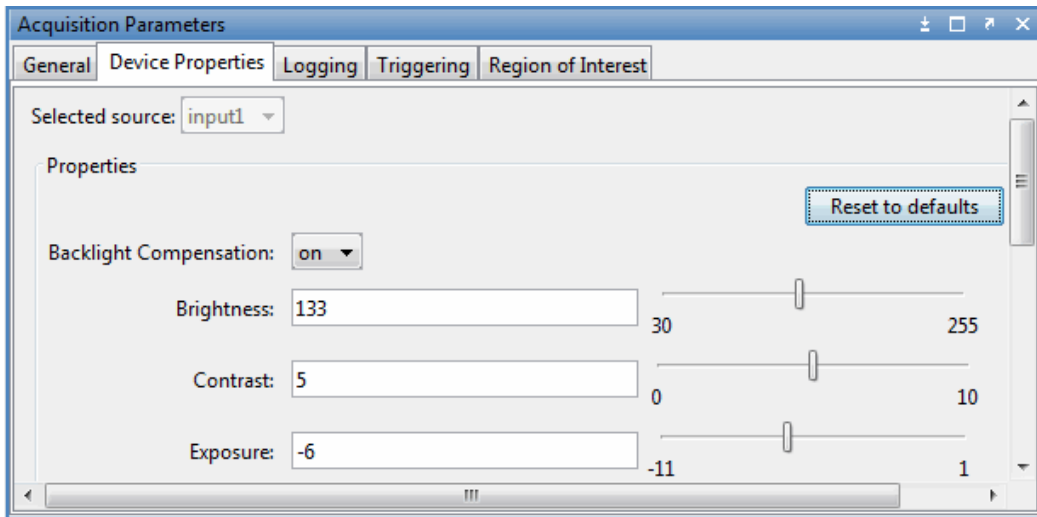 Acquisition Parameters
General Device Properties Logging Triggering Region of Interest
Selected source: input1
Properties
Reset to defaults
Backlight Compensation: on
Brightness: 133
30 255
Contrast: 5
0 10
Exposure: -6
-11 1